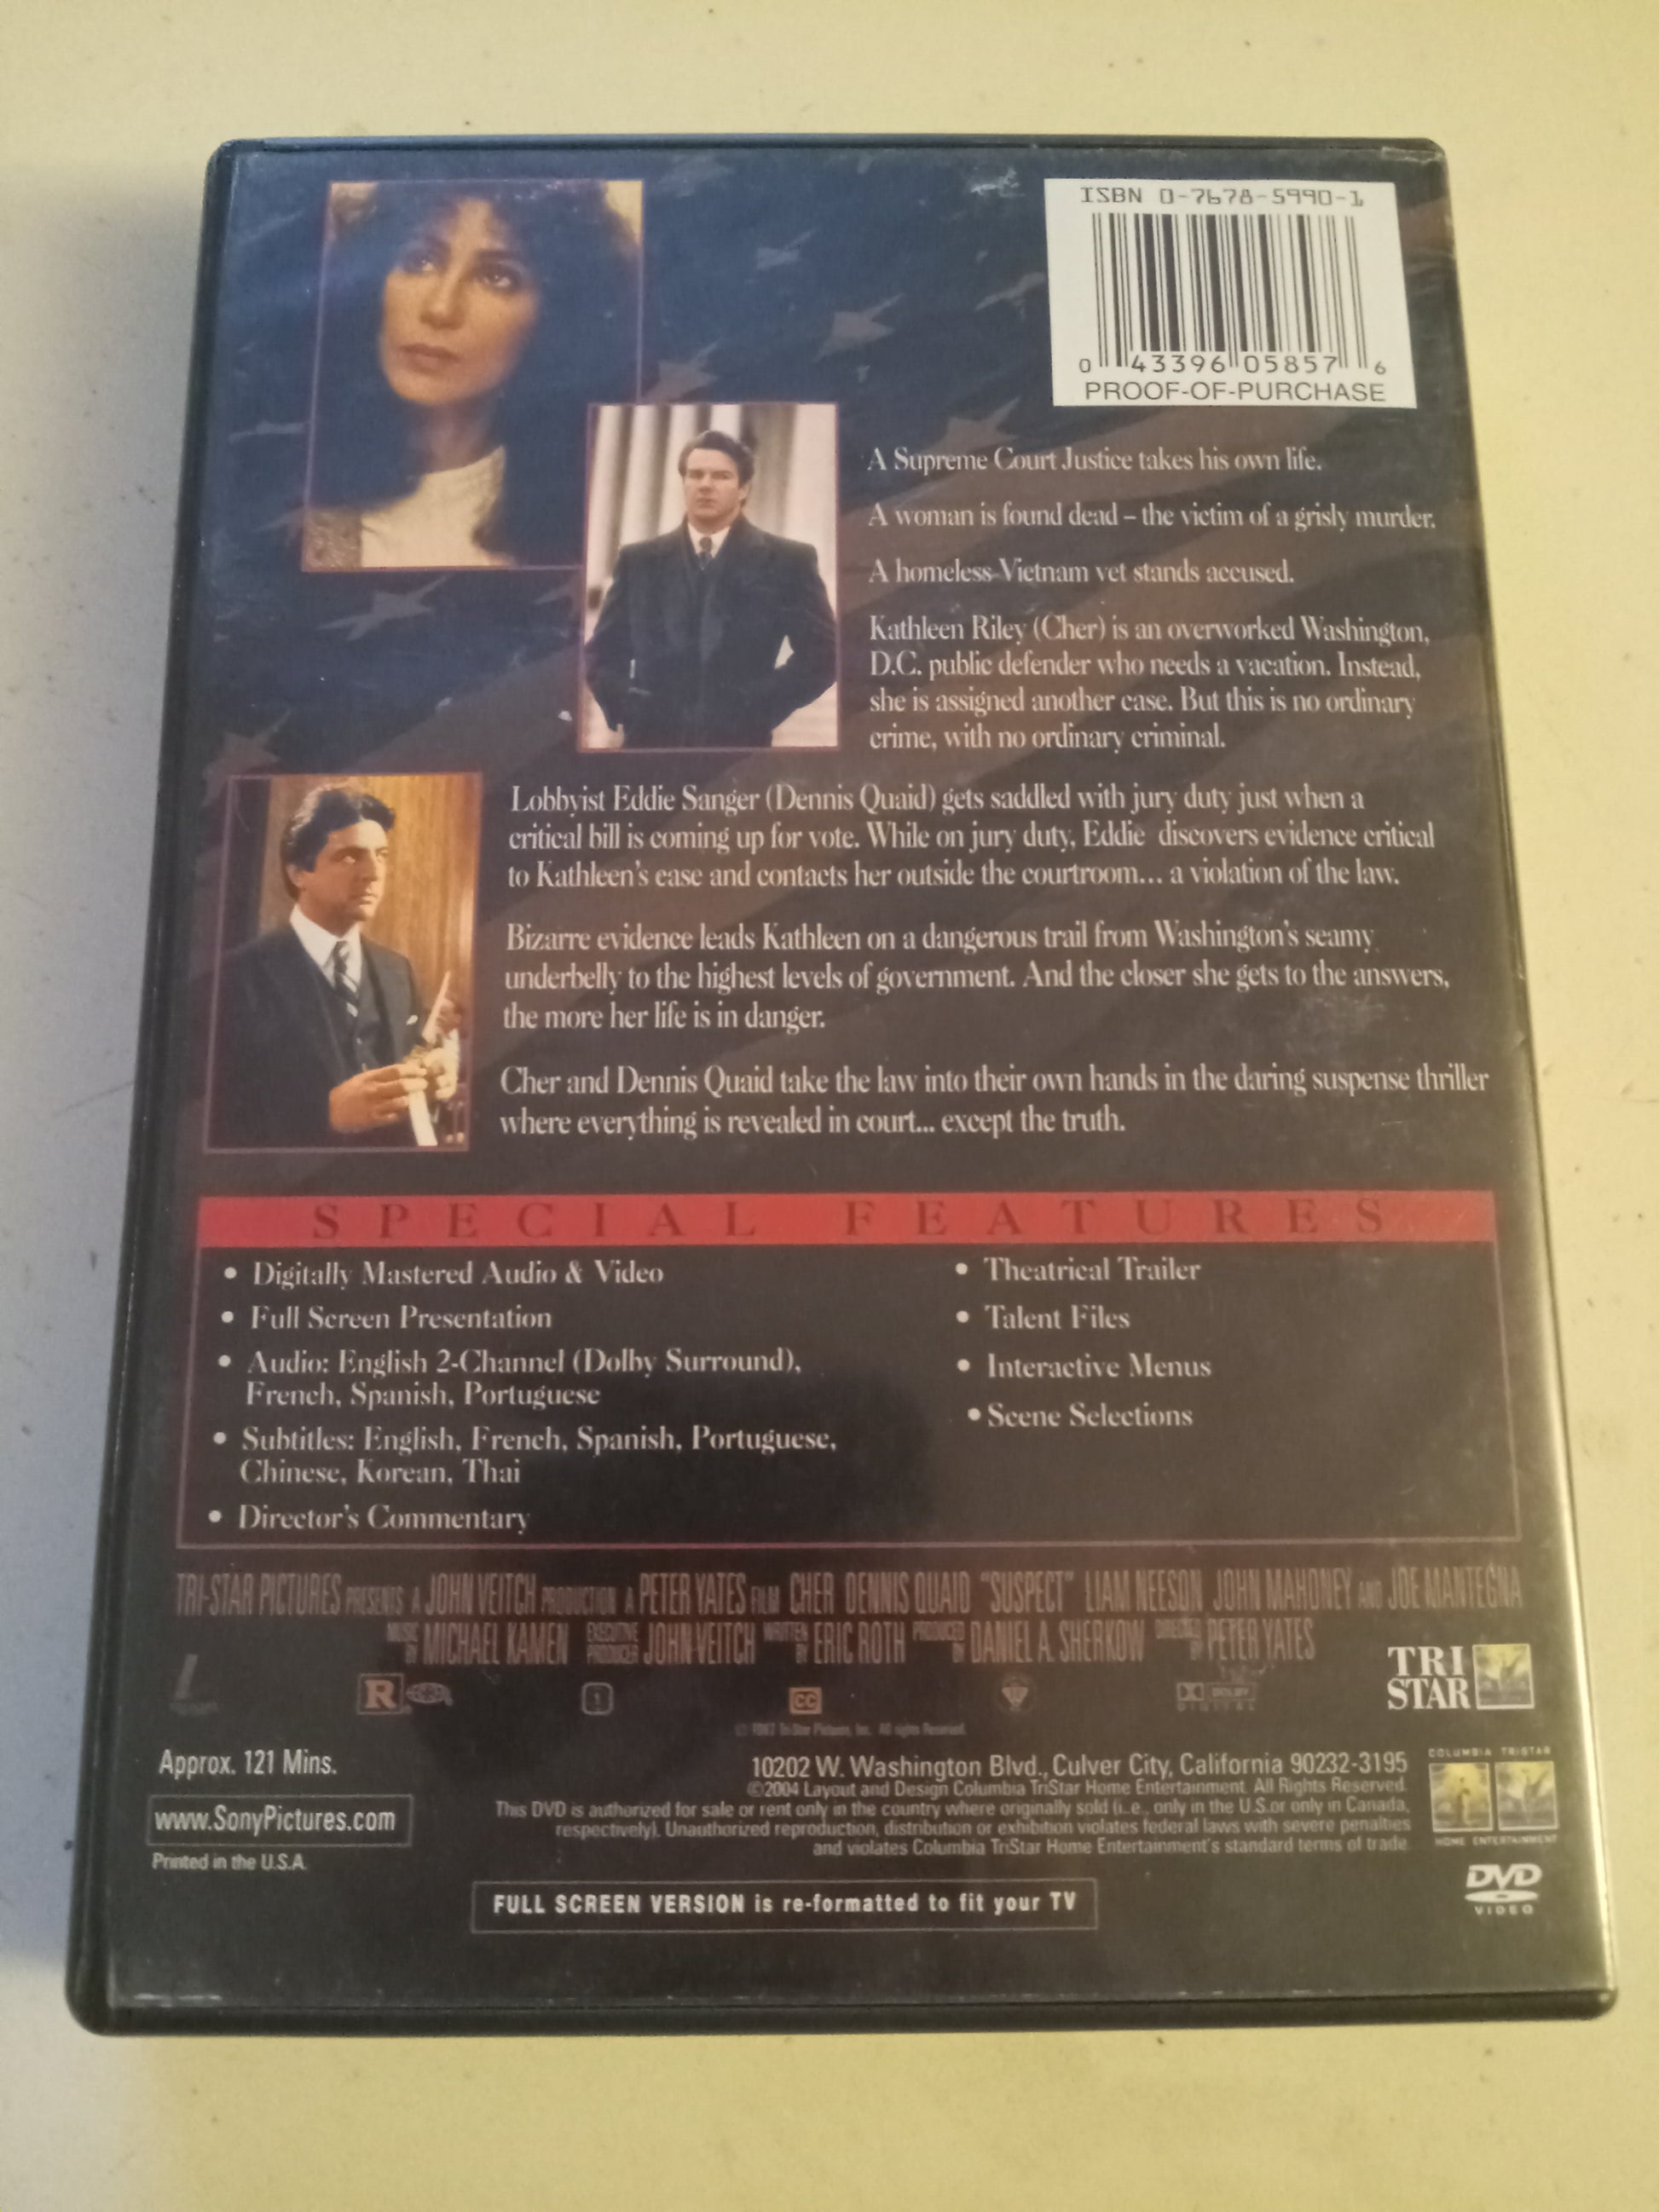 ISBN 0-7678-5990-1
0 43396 05857 6
PROOF-OF-PURCHASE
A Supreme Court Justice takes his own life.
A woman is found dead – the victim of a grisly murder.
A homeless Vietnam vet stands accused.
Kathleen Riley (Cher) is an overworked Washington,
D.C. public defender who needs a vacation. Instead,
she is assigned another case. But this is no ordinary
crime, with no ordinary criminal.
Lobbyist Eddie Sanger (Dennis Quaid) gets saddled with jury duty just when a
critical bill is coming up for vote. While on jury duty, Eddie discovers evidence critical
to Kathleen's case and contacts her outside the courtroom... a violation of the law.
Bizarre evidence leads Kathleen on a dangerous trail from Washington's seamy
underbelly to the highest levels of government. And the closer she gets to the answers,
the more her life is in danger.
Cher and Dennis Quaid take the law into their own hands in the daring suspense thriller
where everything is revealed in court... except the truth.
SPECIAL FEATURES
• Digitally Mastered Audio & Video
• Full Screen Presentation
• Audio: English 2-Channel (Dolby Surround),
French, Spanish, Portuguese
• Subtitles: English, French, Spanish, Portuguese,
Chinese, Korean, Thai
• Director's Commentary
• Theatrical Trailer
• Talent Files
• Interactive Menus
• Scene Selections
TRI-STAR PICTURES PRESENTS A JOHN VEITCH PRODUCTION A PETER YATES FILM CHER DENNIS QUAID "SUSPECT" LIAM NEESON JOHN MAHONEY AND JOE MANTEGNA
MUSIC BY MICHAEL KAMEN EXECUTIVE PRODUCER JOHN VEITCH WRITTEN BY ERIC ROTH PRODUCED BY DANIEL A. SHERKOW DIRECTED BY PETER YATES
R
1
CC
DOLBY
DIGITAL
TRI
STAR
© 1987 Tri-Star Pictures, Inc. All rights Reserved.
Approx. 121 Mins.
www.SonyPictures.com
Printed in the U.S.A.
10202 W. Washington Blvd., Culver City, California 90232-3195
©2004 Layout and Design Columbia TriStar Home Entertainment. All Rights Reserved.
This DVD is authorized for sale or rent only in the country where originally sold (i.e., only in the U.S.or only in Canada,
respectively). Unauthorized reproduction, distribution or exhibition violates federal laws with severe penalties
and violates Columbia TriStar Home Entertainment's standard terms of trade.
COLUMBIA TRISTAR
HOME ENTERTAINMENT
DVD
VIDEO
FULL SCREEN VERSION is re-formatted to fit your TV